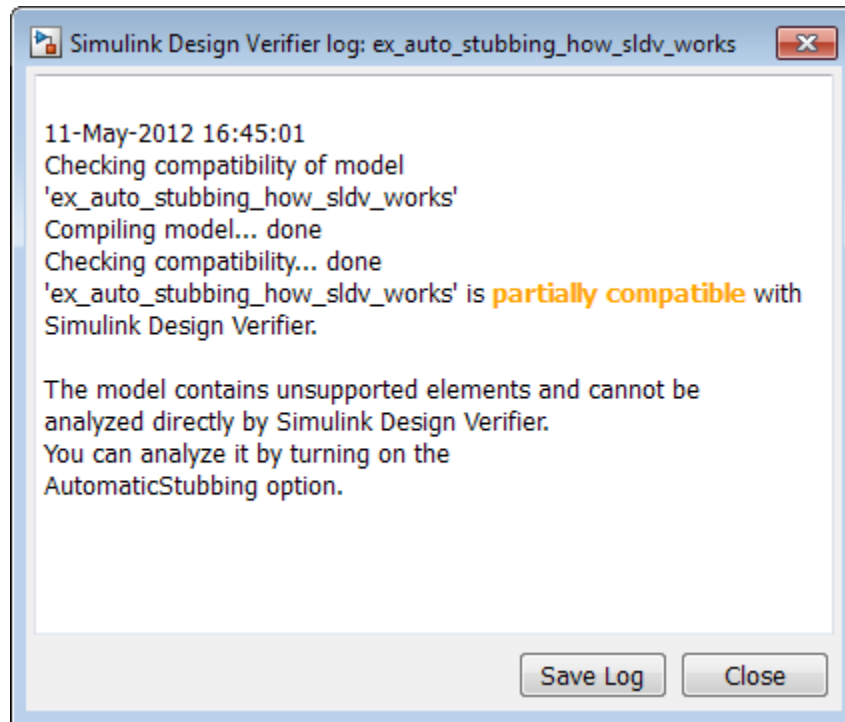 Simulink Design Verifier log: ex_auto_stubbing_how_sldv_works
11-May-2012 16:45:01
Checking compatibility of model
'ex_auto_stubbing_how_sldv_works'
Compiling model... done
Checking compatibility... done
'ex_auto_stubbing_how_sldv_works' is partially compatible with
Simulink Design Verifier.
The model contains unsupported elements and cannot be
analyzed directly by Simulink Design Verifier.
You can analyze it by turning on the
AutomaticStubbing option.
Save Log Close